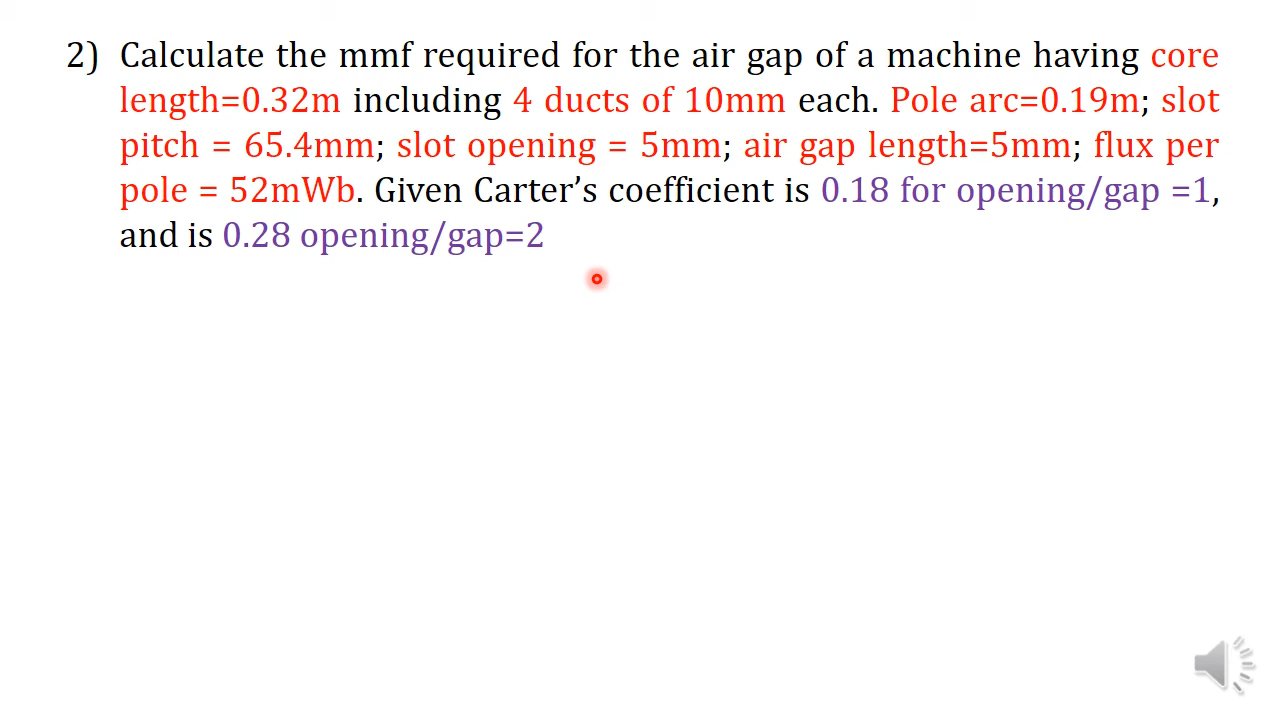 2) Calculate the mmf required for the air gap of a machine having core
length=0.32m including 4 ducts of 10mm each. Pole arc=0.19m; slot
pitch = 65.4mm; slot opening = 5mm; air gap length=5mm; flux per
pole = 52mWb. Given Carter’s coefficient is 0.18 for opening/gap =1,
and is 0.28 opening/gap=2